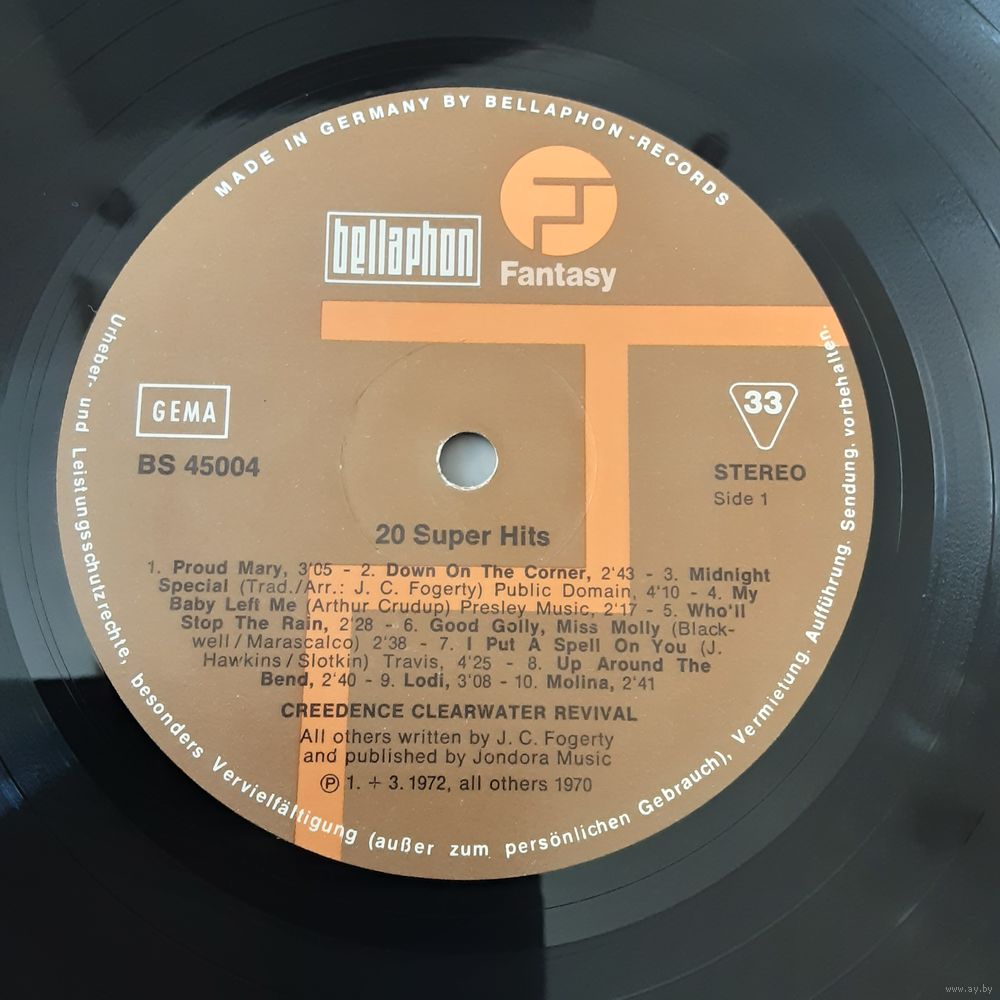 MADE IN GERMANY BY BELLAPHON-RECORDS
bellaphon
Fantasy
GEMA
33
BS 45004
STEREO
Side 1
20 Super Hits
1. Proud Mary, 3'05 - 2. Down On The Corner, 2'43 - 3. Midnight
Special (Trad./Arr.: J. C. Fogerty) Public Domain, 4'10 - 4. My
Baby Left Me (Arthur Crudup) Presley Music, 2'17 - 5. Who'll
Stop The Rain, 2'28 - 6. Good Golly, Miss Molly (Black-
well/Marascalco) 2'38 - 7. I Put A Spell On You (J.
Hawkins/Slotkin) Travis, 4'25 - 8. Up Around The
Bend, 2'40 - 9. Lodi, 3'08 - 10. Molina, 2'41
CREEDENCE CLEARWATER REVIVAL
All others written by J. C. Fogerty
and published by Jondora Music
℗ 1. ÷ 3. 1972, all others 1970
Urheber- und Leistungsschutzrechte, besonders Vervielfältigung (außer zum persönlichen Gebrauch), Vermietung. Aufführung. Sendung. vorbehalten.
www.ay.by